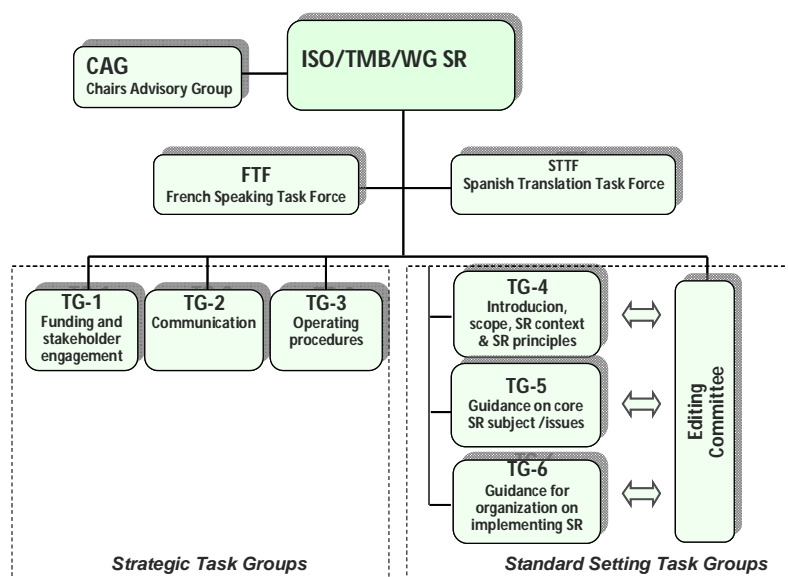 ISO/TMB/WG SR
CAG
Chairs Advisory Group
FTF
French Speaking Task Force
STTF
Spanish Translation Task Force
TG-1
Funding and
stakeholder
engagement
TG-2
Communication
TG-3
Operating
procedures
TG-4
Introducion,
scope, SR context
& SR principles
TG-5
Guidance on core
SR subject /issues
TG-6
Guidance for
organization on
implementing SR
Editing
Committee
Strategic Task Groups
Standard Setting Task Groups